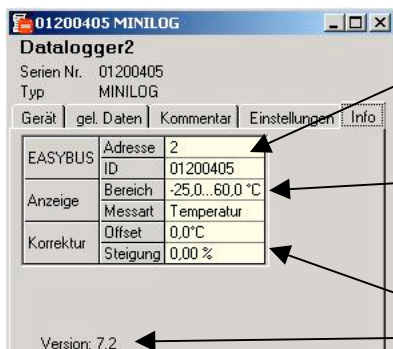 01200405 MINILOG
Datalogger2
Serien Nr. 01200405
Typ MINILOG
Gerät gel. Daten Kommentar Einstellungen Info
EASYBUS Adresse 2
ID 01200405
Anzeige Bereich -25,0...60,0 °C
Messart Temperatur
Korrektur Offset 0,0°C
Steigung 0,00 %
Version: 7.2